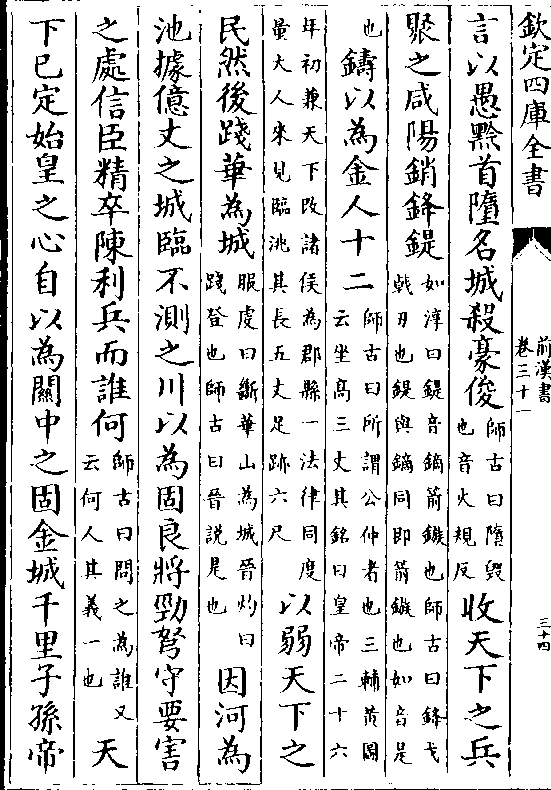 欽定四庫全書
前漢書
卷三十一
三十四
言以愚黔首墮名城殺豪俊師古曰墮毀也音火規反收天下之兵
聚之咸陽銷鋒鍉如淳曰鍉音鏑箭鏃也師古曰鋒戈戟刃也鍉與鏑同即箭鏃也如音是
也鑄以為金人十二師古曰所謂公仲者也三輔黃圖云坐高三丈其銘曰皇帝二十六
年初兼天下改諸侯為郡縣一法律同度量大人來見臨洮其長五丈足跡六尺以弱天下之
民然後踐華為城服虔曰斷華山為城晉灼曰踐登也師古曰晉說是也因河為
池據億丈之城臨不測之川以為固良將勁弩守要害
之處信臣精卒陳利兵而誰何師古曰問之為誰又云何人其義一也天
下已定始皇之心自以為關中之固金城千里子孫帝